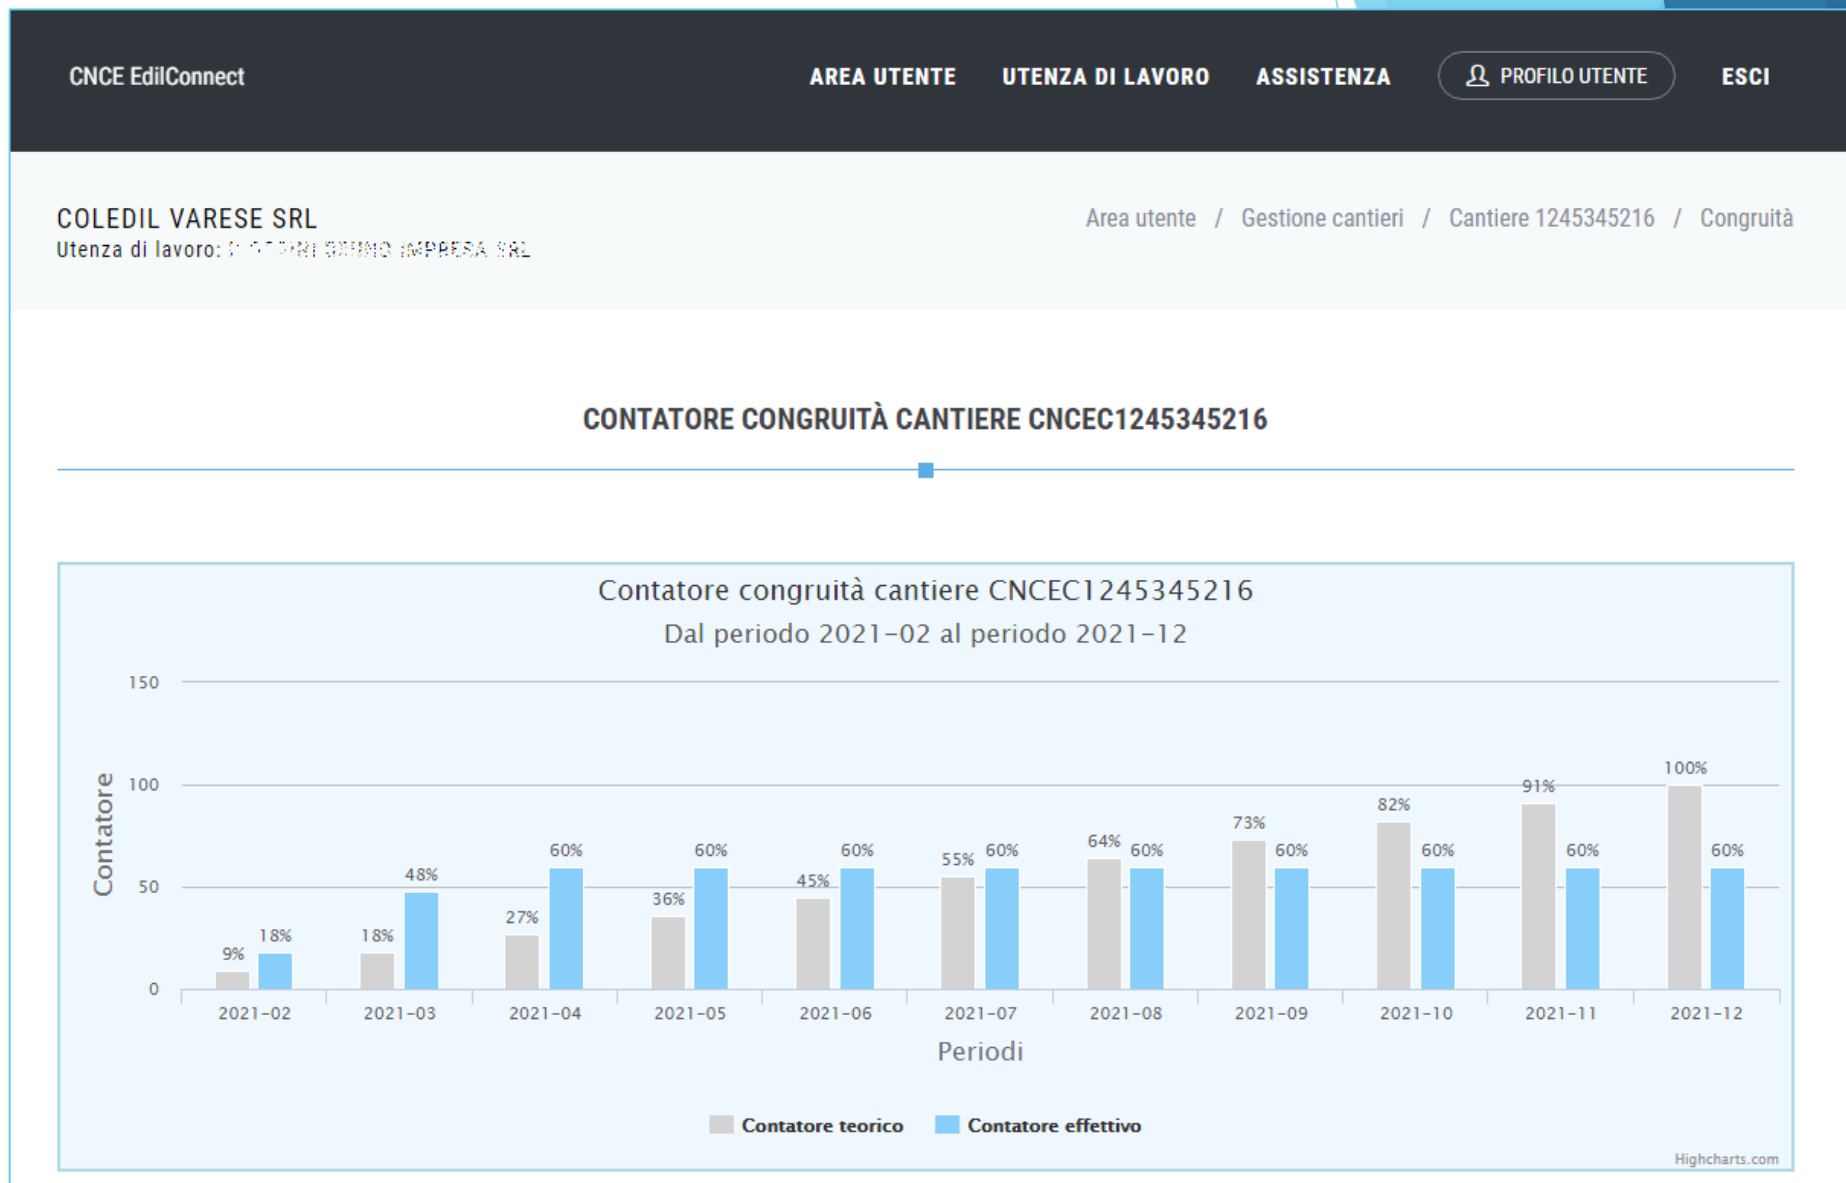 CNCE EdilConnect
AREA UTENTE UTENZA DI LAVORO ASSISTENZA PROFILO UTENTE ESCI
COLEDIL VARESE SRL
Area utente / Gestione cantieri / Cantiere 1245345216 / Congruità
Utenza di lavoro: IMPRESA SRL
CONTATORE CONGRUITÀ CANTIERE CNCEC1245345216
Contatore congruità cantiere CNCEC1245345216
Dal periodo 2021-02 al periodo 2021-12
Contatore
150
100
50
0
9% 18% 18% 48% 27% 60% 36% 60% 45% 60% 55% 60% 64% 60% 73% 60% 82% 60% 91% 60% 100% 60%
2021-02 2021-03 2021-04 2021-05 2021-06 2021-07 2021-08 2021-09 2021-10 2021-11 2021-12
Periodi
Contatore teorico Contatore effettivo
Highcharts.com